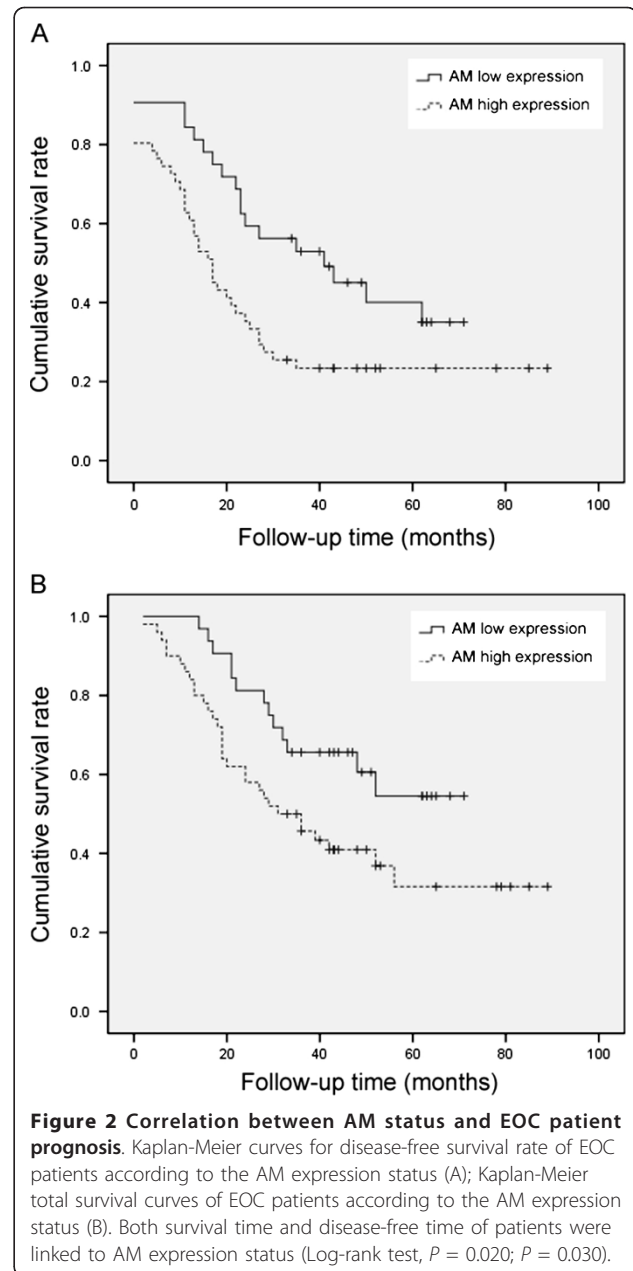 A
1.0
0.8
0.6
0.4
0.2
0.0
Cumulative survival rate
AM low expression
AM high expression
0 20 40 60 80 100
Follow-up time (months)
B
1.0
0.8
0.6
0.4
0.2
0.0
Cumulative survival rate
AM low expression
AM high expression
0 20 40 60 80 100
Follow-up time (months)
Figure 2 Correlation between AM status and EOC patient
prognosis. Kaplan-Meier curves for disease-free survival rate of EOC
patients according to the AM expression status (A); Kaplan-Meier
total survival curves of EOC patients according to the AM expression
status (B). Both survival time and disease-free time of patients were
linked to AM expression status (Log-rank test, P = 0.020; P = 0.030).